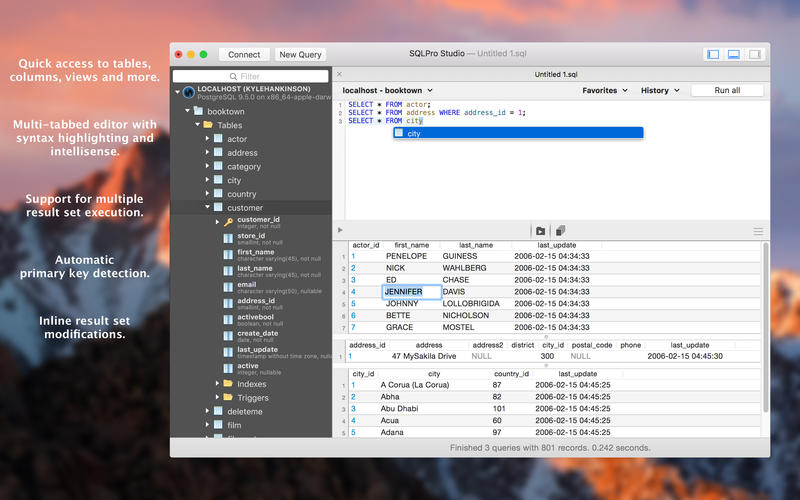 Quick access to tables,
columns, views and more.
Multi-tabbed editor with
syntax highlighting and
intellisense.
Support for multiple
result set execution.
Automatic
primary key detection.
Inline result set
modifications.
Connect
New Query
SQLPro Studio — Untitled 1.sql
Filter
LOCALHOST (KYLEHANKINSON)
PostgreSQL 9.5.0 on x86_64-apple-darw
booktown
Tables
actor
address
category
city
country
customer
customer_id
integer, not null
store_id
smallint, not null
first_name
character varying(45), not null
last_name
character varying(45), not null
email
character varying(50), nullable
address_id
smallint, not null
activebool
boolean, not null
create_date
date, not null
last_update
timestamp without time zone, nulla
active
integer, nullable
Indexes
Triggers
deleteme
film
Untitled 1.sql
localhost - booktown
Favorites
History
Run all
1 SELECT * FROM actor;
2 SELECT * FROM address WHERE address_id = 1;
3 SELECT * FROM city
city
actor_id first_name last_name last_update
1 1 PENELOPE GUINESS 2006-02-15 04:34:33
2 2 NICK WAHLBERG 2006-02-15 04:34:33
3 3 ED CHASE 2006-02-15 04:34:33
4 4 JENNIFER DAVIS 2006-02-15 04:34:33
5 5 JOHNNY LOLLOBRIGIDA 2006-02-15 04:34:33
6 6 BETTE NICHOLSON 2006-02-15 04:34:33
7 7 GRACE MOSTEL 2006-02-15 04:34:33
address_id address address2 district city_id postal_code phone last_update
1 1 47 MySakila Drive NULL 300 NULL 2006-02-15 04:45:30
city_id city country_id last_update
1 1 A Corua (La Corua) 87 2006-02-15 04:45:25
2 2 Abha 82 2006-02-15 04:45:25
3 3 Abu Dhabi 101 2006-02-15 04:45:25
4 4 Acua 60 2006-02-15 04:45:25
5 5 Adana 97 2006-02-15 04:45:25
Finished 3 queries with 801 records. 0.242 seconds.